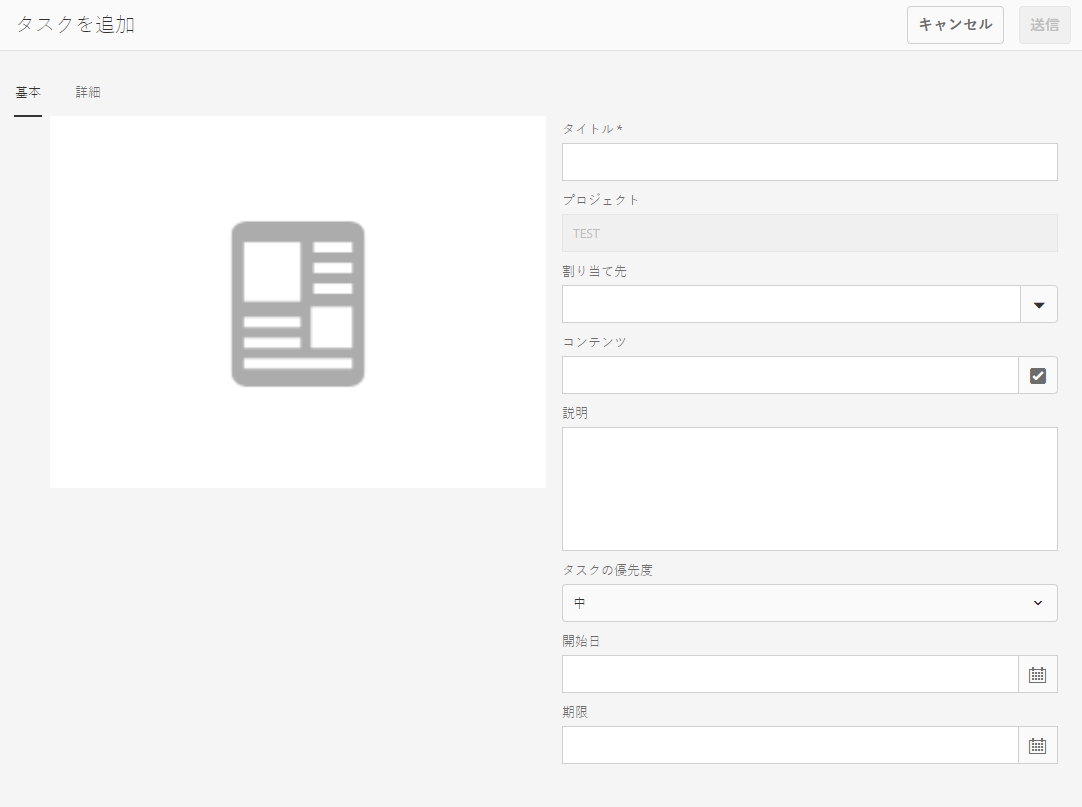 タスクを追加
キャンセル
送信
基本
詳細
タイトル *
プロジェクト
TEST
割り当て先
コンテンツ
説明
タスクの優先度
中
開始日
期限